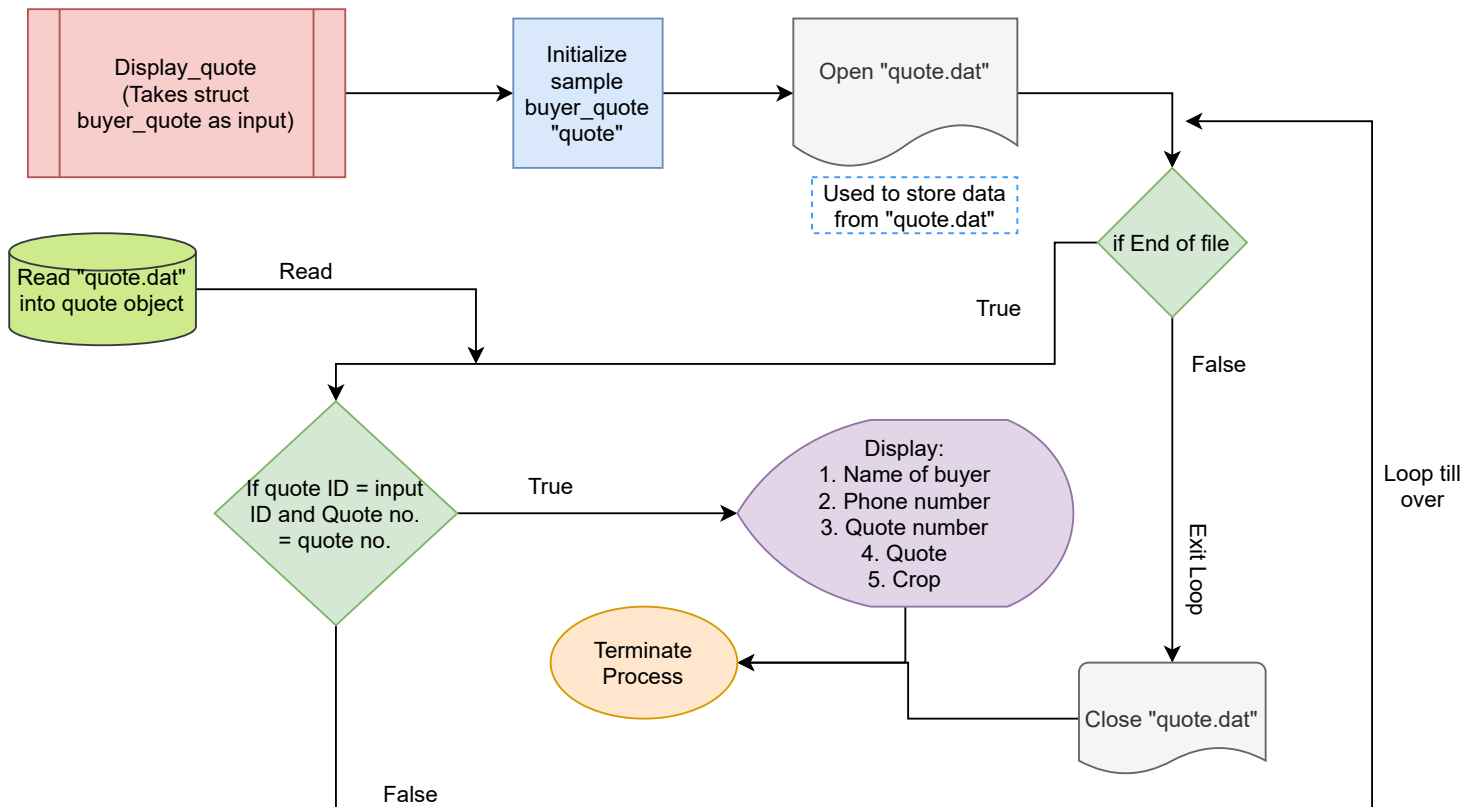 Display_quote
(Takes struct
buyer_quote as input)
Initialize
sample
buyer_quote
"quote"
Open "quote.dat"
Used to store data
from "quote.dat"
if End of file
Read "quote.dat"
into quote object
Read
True
False
If quote ID = input
ID and Quote no.
= quote no.
True
Display:
1. Name of buyer
2. Phone number
3. Quote number
4. Quote
5. Crop
Loop till
over
Exit Loop
Terminate
Process
Close "quote.dat"
False